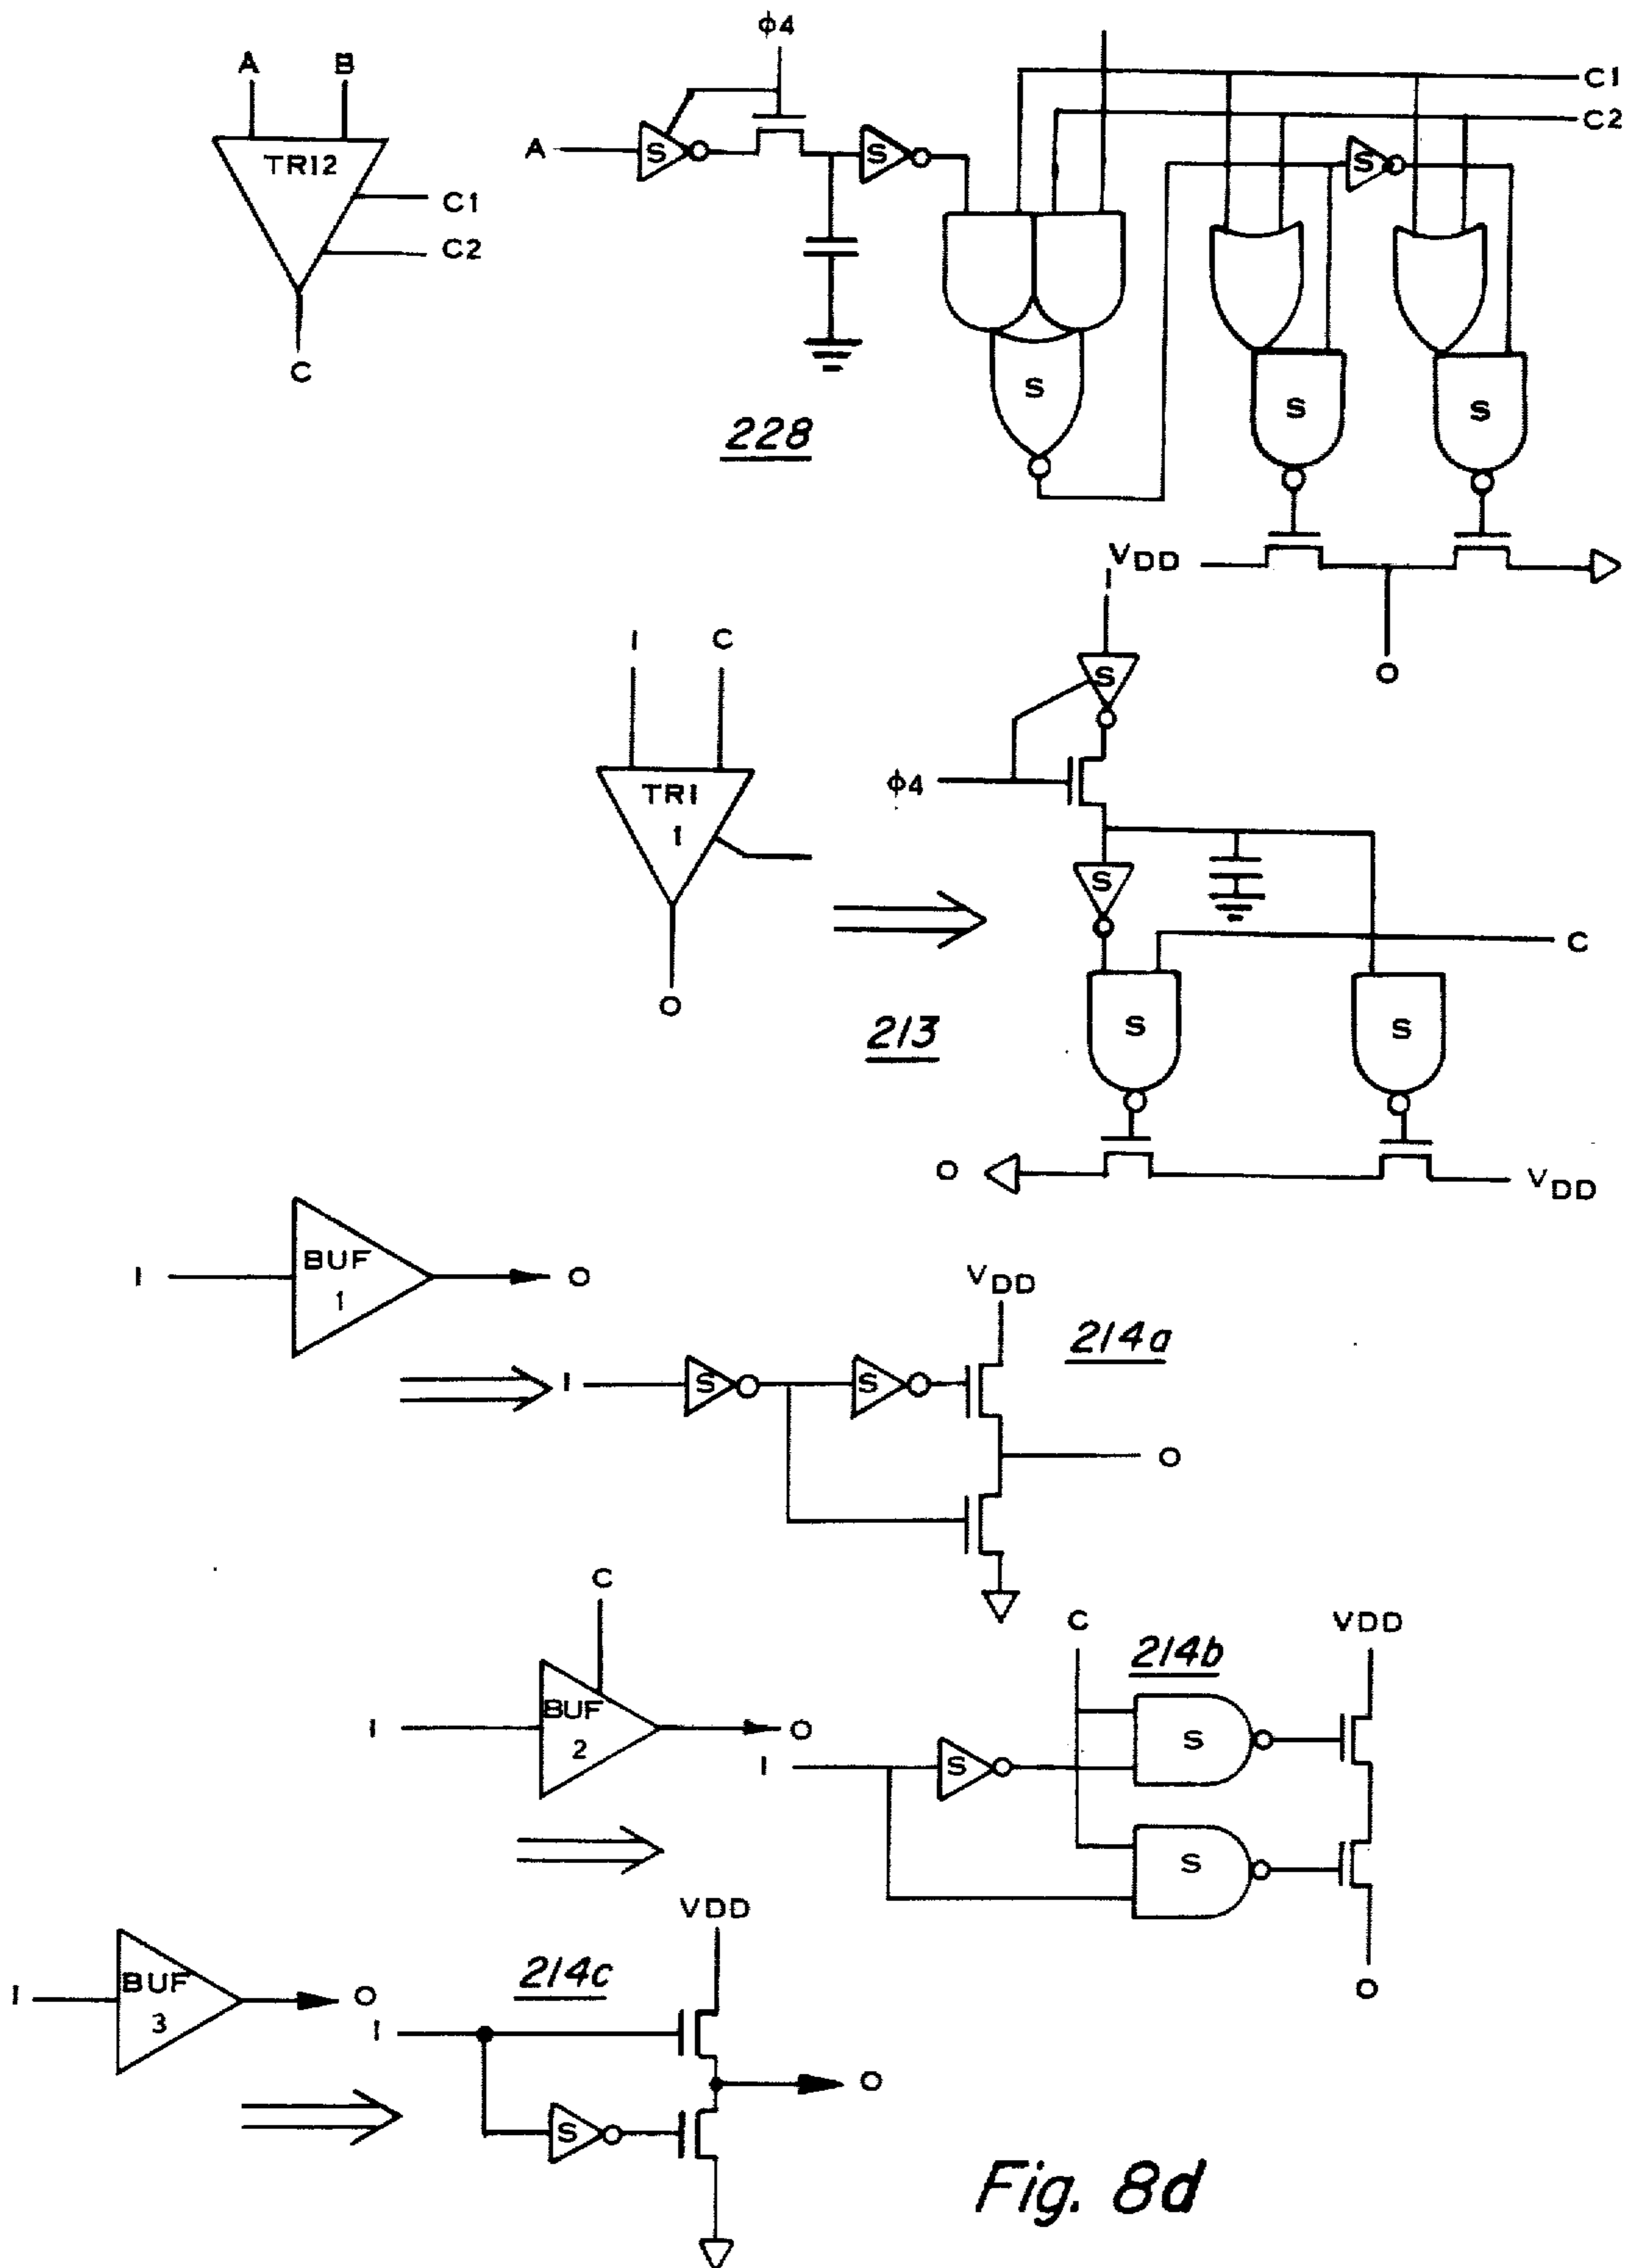 ϕ4
A B
C1
C2
TRI2
A S S
C1
C2
S
C
S S S
228
VDD
I
O
I C
S
TRI
1
ϕ4
S
C
O
213
S S
O VDD
BUF
1
I O
VDD
214a
I S S
O
C
C VDD
214b
BUF
2
I O
S
I S
S
VDD
214c
BUF
3
I O
I
O
O
S
Fig. 8d